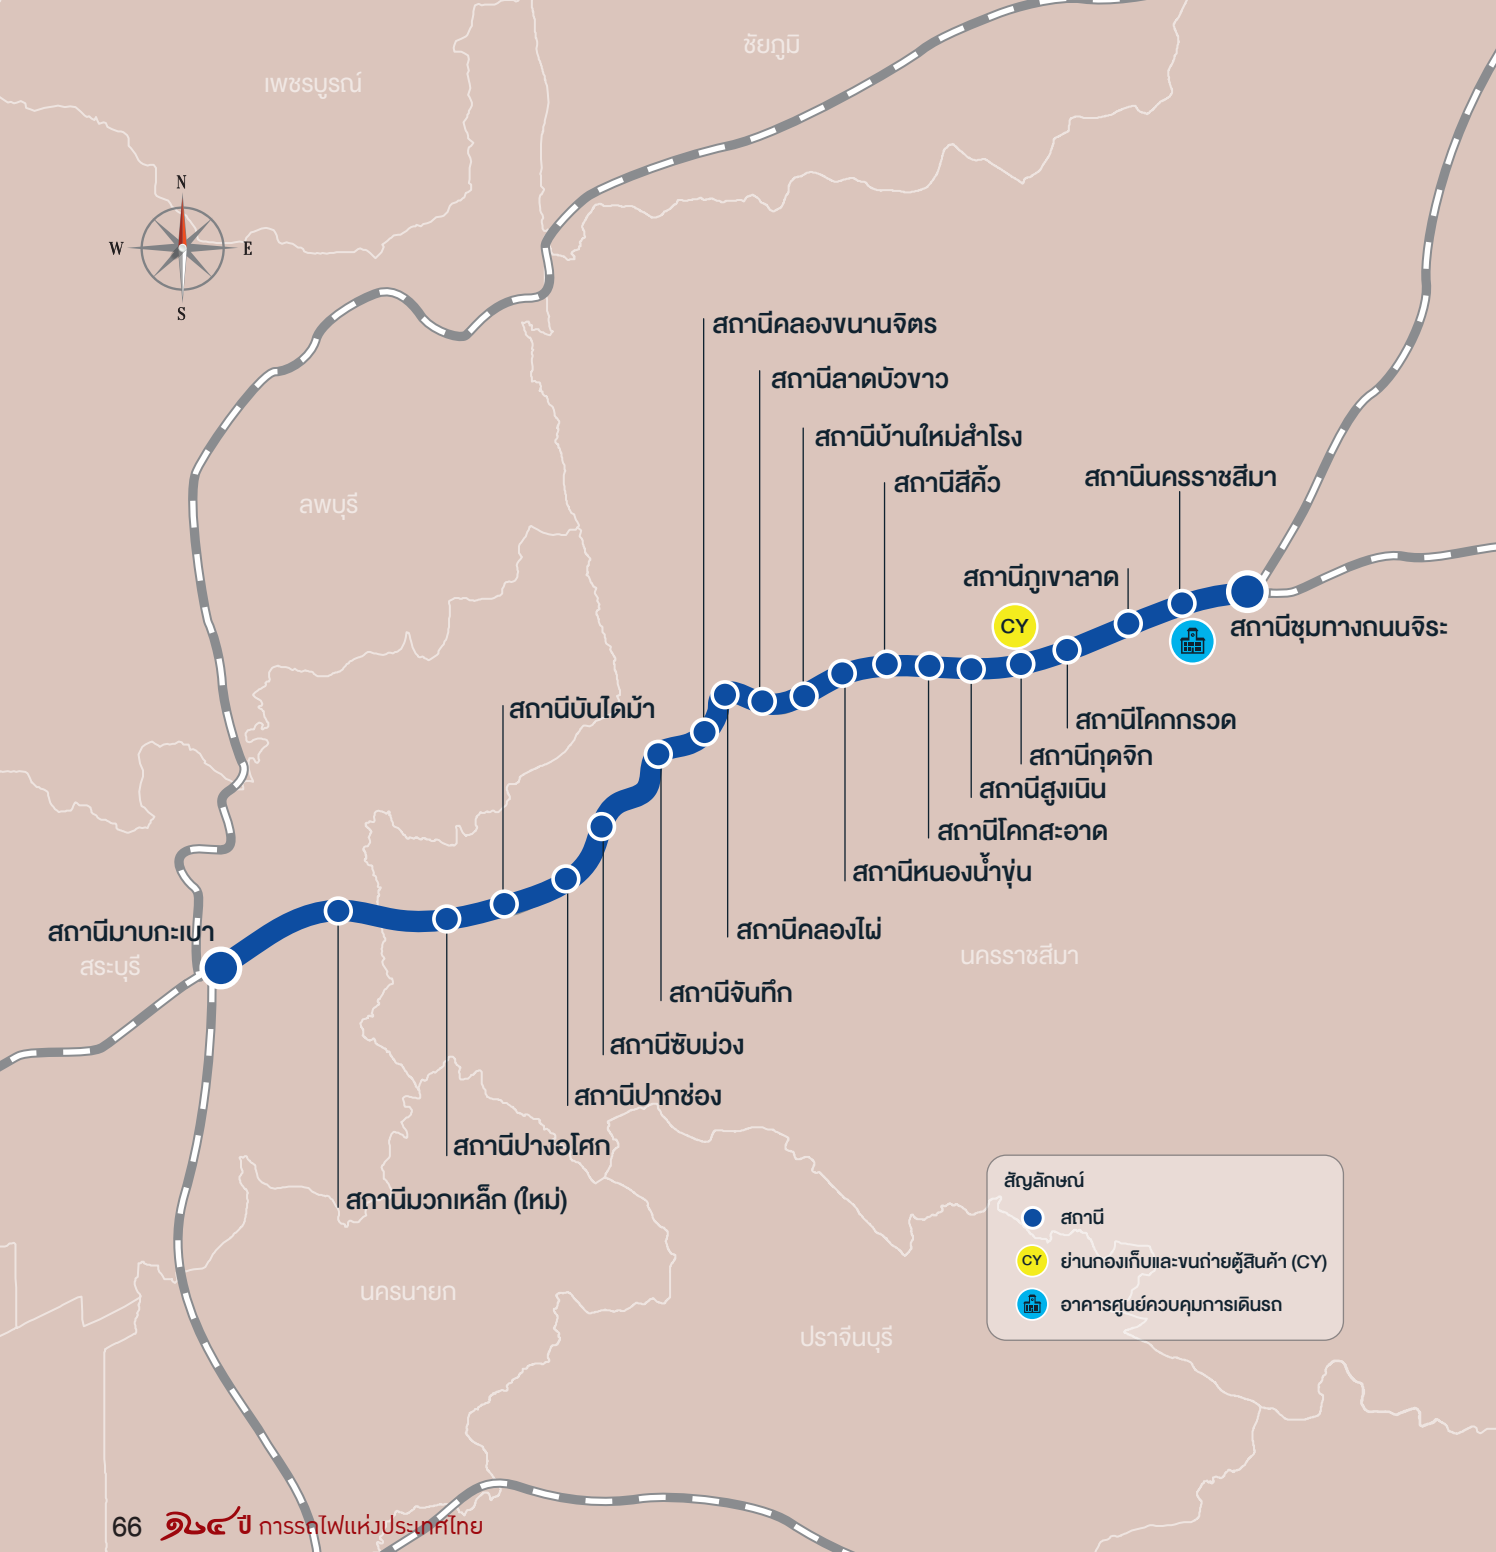 ชัยภูมิ
เพชรบูรณ์
N
W
E
S
สถานีคลองขนานจิตร
สถานีลาดบัวขาว
สถานีบ้านใหม่สำโรง
สถานีสีคิ้ว
สถานีนครราชสีมา
ลพบุรี
สถานีภูเขาลาด
CY
สถานีชุมทางถนนจิระ
สถานีบันไดม้า
สถานีโคกกรวด
สถานีกุดจิก
สถานีสูงเนิน
สถานีโคกสะอาด
สถานีหนองน้ำขุ่น
สถานีคลองไผ่
สถานีมาบกะเบา
สระบุรี
นครราชสีมา
สถานีจันทึก
สถานีซับม่วง
สถานีปากช่อง
สถานีปางอโศก
สถานีมวกเหล็ก (ใหม่)
สัญลักษณ์
สถานี
CY ย่านกองเก็บและขนถ่ายตู้สินค้า (CY)
อาคารศูนย์ควบคุมการเดินรถ
นครนายก
ปราจีนบุรี
66 ๑๒๔ ปี การรถไฟแห่งประเทศไทย